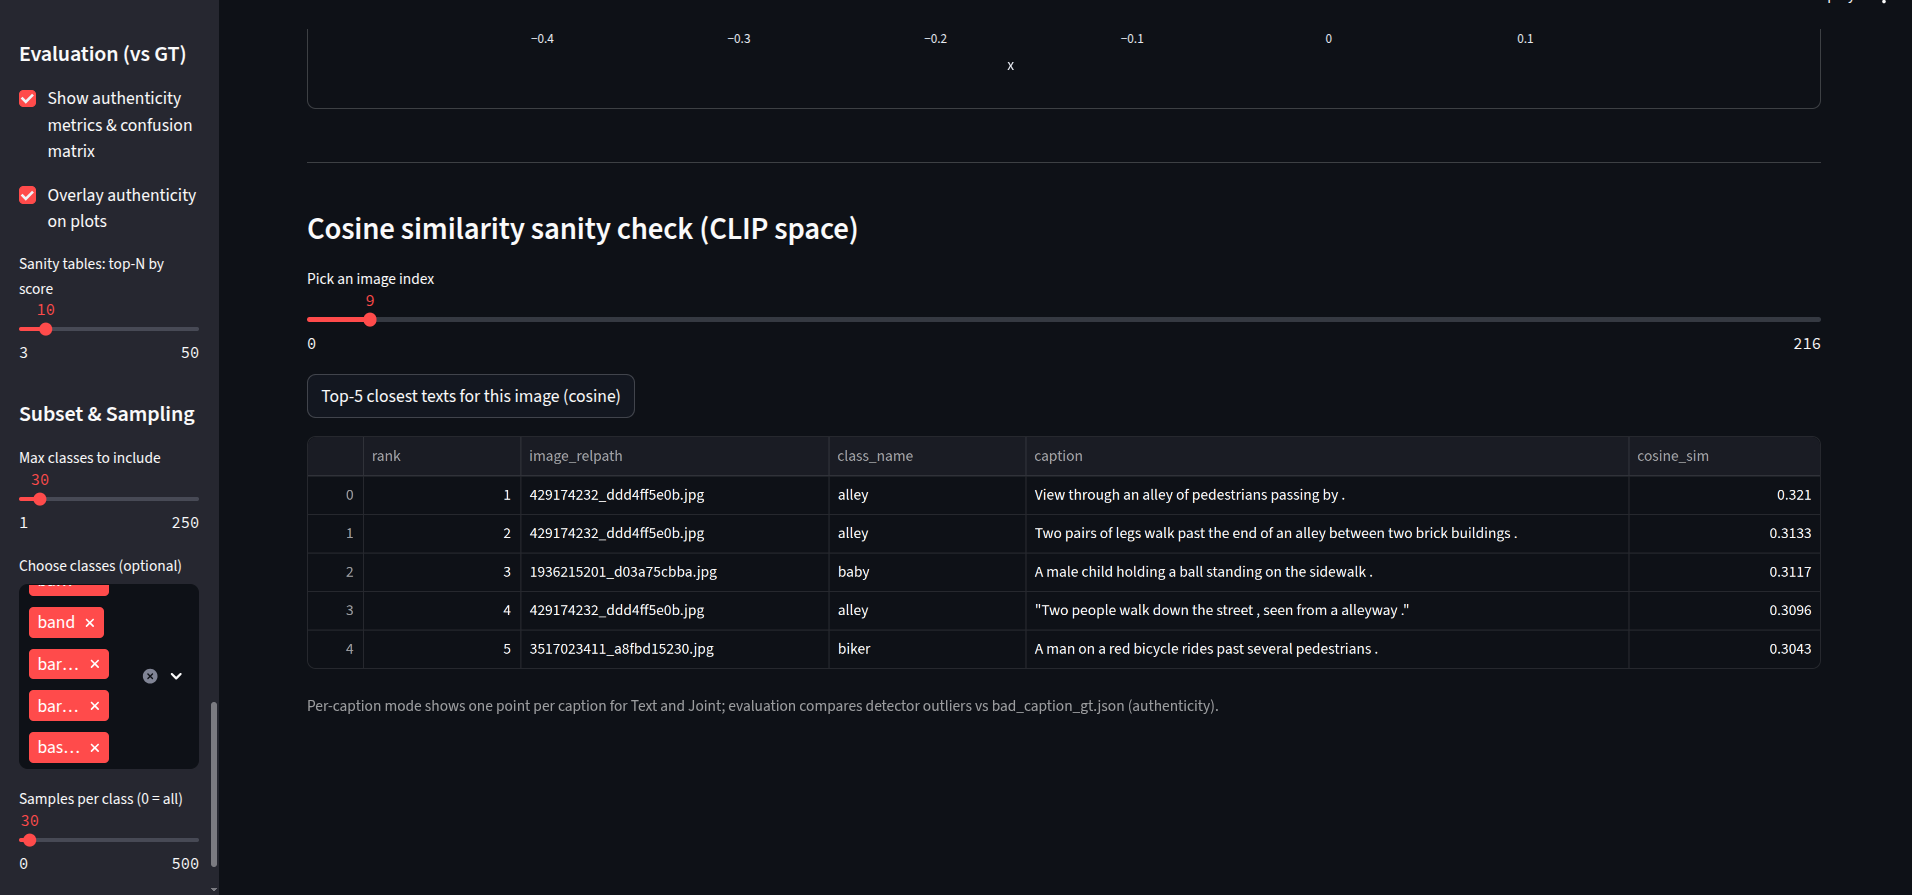 Evaluation (vs GT)
Show authenticity
metrics & confusion
matrix
Overlay authenticity
on plots
Sanity tables: top-N by
score
10
3 50
Subset & Sampling
Max classes to include
30
1 250
Choose classes (optional)
band
bar...
bar...
bas...
Samples per class (0 = all)
30
0 500
−0.4 −0.3 −0.2 −0.1 0 0.1
x
Cosine similarity sanity check (CLIP space)
Pick an image index
9
0 216
Top-5 closest texts for this image (cosine)
rank image_relpath class_name caption cosine_sim
0 1 429174232_ddd4ff5e0b.jpg alley View through an alley of pedestrians passing by . 0.321
1 2 429174232_ddd4ff5e0b.jpg alley Two pairs of legs walk past the end of an alley between two brick buildings . 0.3133
2 3 1936215201_d03a75cbba.jpg baby A male child holding a ball standing on the sidewalk . 0.3117
3 4 429174232_ddd4ff5e0b.jpg alley "Two people walk down the street , seen from a alleyway ." 0.3096
4 5 3517023411_a8fbd15230.jpg biker A man on a red bicycle rides past several pedestrians . 0.3043
Per-caption mode shows one point per caption for Text and Joint; evaluation compares detector outliers vs bad_caption_gt.json (authenticity).